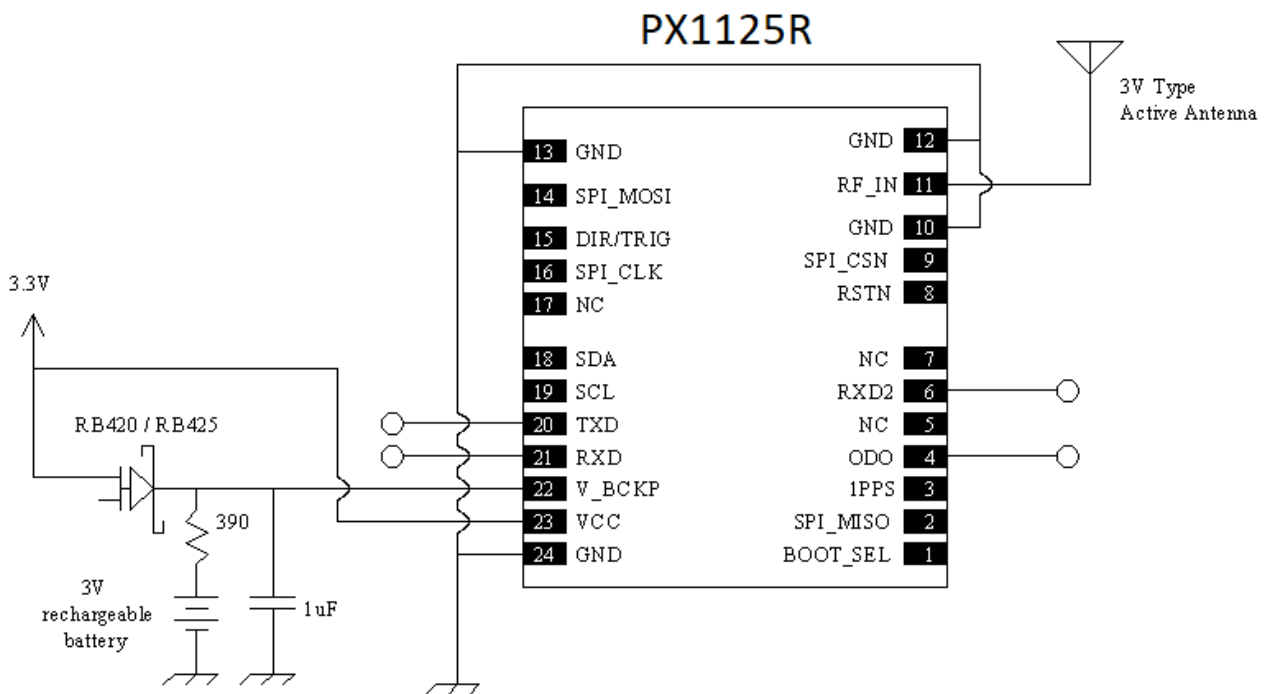 PX1125R
3V Type
Active Antenna
13 GND
GND 12
14 SPI_MOSI
RF_IN 11
15 DIR/TRIG
GND 10
16 SPI_CLK
SPI_CSN 9
17 NC
RSTN 8
3.3V
18 SDA
NC 7
19 SCL
RXD2 6
RB420 / RB425
20 TXD
NC 5
21 RXD
ODO 4
22 V_BCKP
1PPS 3
390
23 VCC
SPI_MISO 2
24 GND
BOOT_SEL 1
3V
rechargeable
battery
1uF